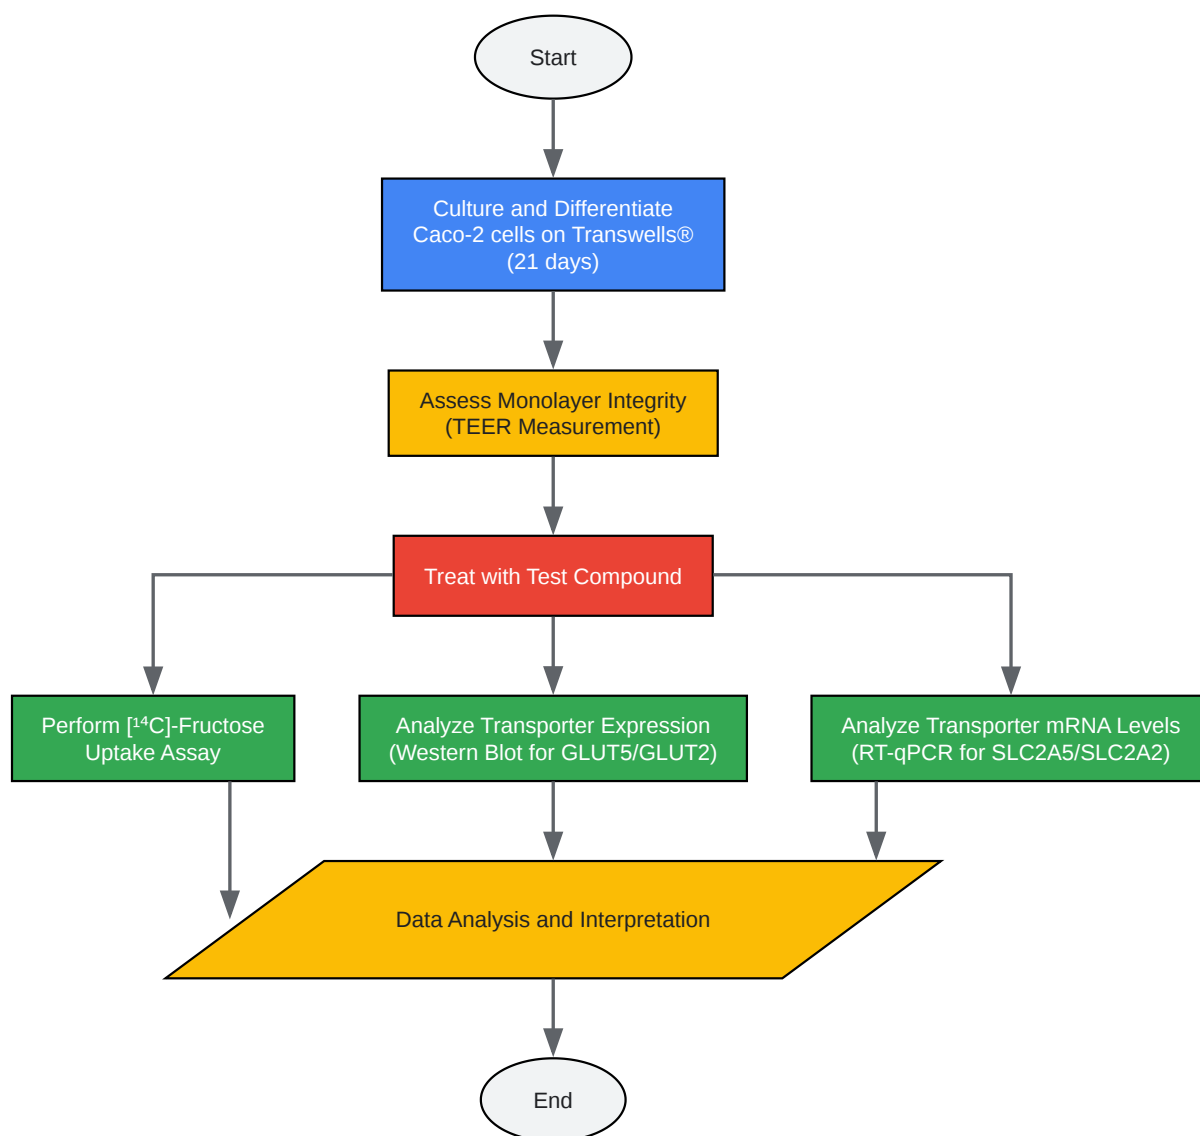 Start
Culture and Differentiate
Caco-2 cells on Transwells®
(21 days)
Assess Monolayer Integrity
(TEER Measurement)
Treat with Test Compound
Perform [¹⁴C]-Fructose
Uptake Assay
Analyze Transporter Expression
(Western Blot for GLUT5/GLUT2)
Analyze Transporter mRNA Levels
(RT-qPCR for SLC2A5/SLC2A2)
Data Analysis and Interpretation
End